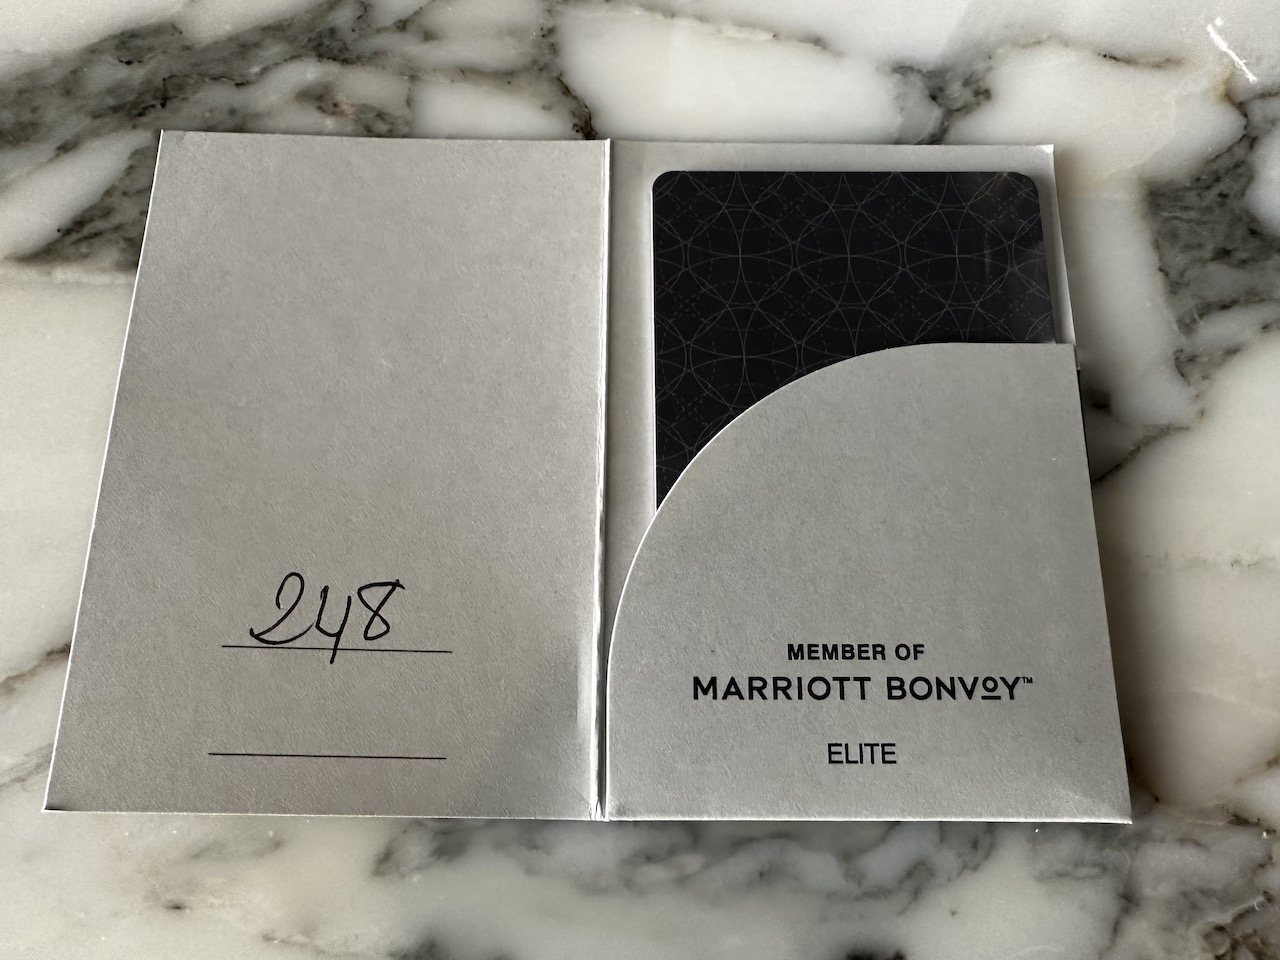 248
MEMBER OF
MARRIOTT BONVOY™
ELITE